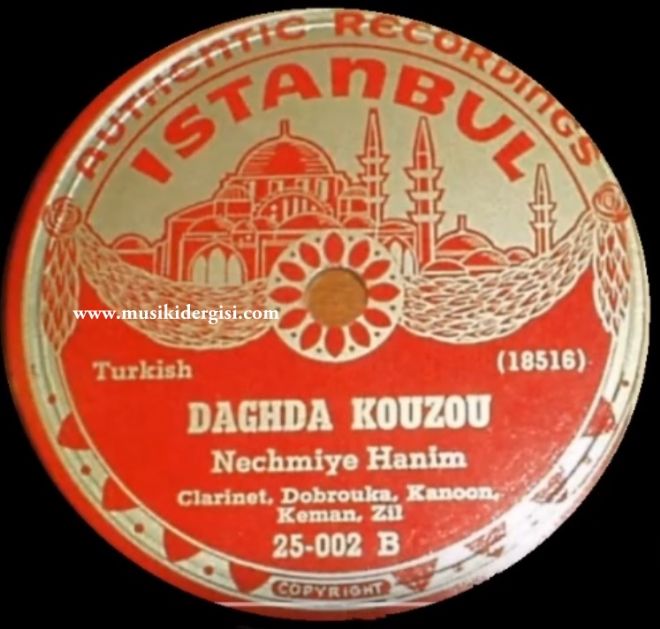 AUTHENTIC RECORDINGS
ISTANBUL
www.musikidergisi.com
Turkish
(18516)
DAGHDA KOUZOU
Nechmiye Hanim
Clarinet, Dobrouka, Kanoon,
Keman, Zil
25-002 B
COPYRIGHT